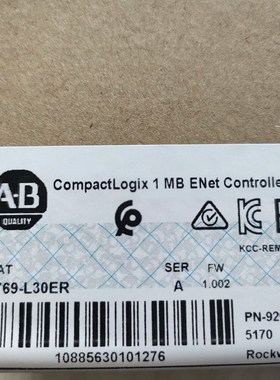 A·B
QUALITY
CompactLogix 1 MB ENet Controlle
KCC-REM
AT
SER
FW
769-L30ER
A
1.002
PN-92
5170
Rockw
10885630101276